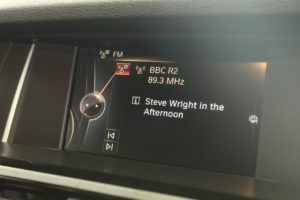 FM
BBC R2
89.3 MHz
Steve Wright in the
Afternoon